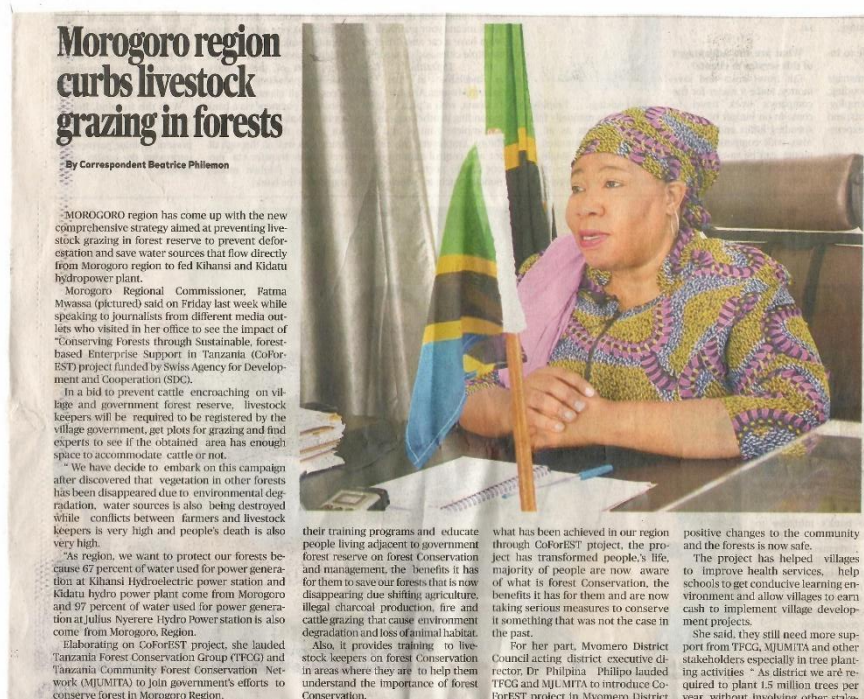 Morogoro region
curbs livestock
grazing in forests
By Correspondent Beatrice Philemon
MOROGORO region has come up with the new
comprehensive strategy aimed at preventing live-
stock grazing in forest reserve to prevent defor-
estation and save water sources that flow directly
from Morogoro region to fed Kihansi and Kidatu
hydropower plant.
Morogoro Regional Commissioner, Fatma
Mwassa (pictured) said on Friday last week while
speaking to journalists from different media out-
lets who visited in her office to see the impact of
"Conserving Forests through Sustainable, forest-
based Enterprise Support in Tanzania (CoFor-
EST) project funded by Swiss Agency for Develop-
ment and Cooperation (SDC).
In a bid to prevent cattle encroaching on vil-
lage and government forest reserve, livestock
keepers will be required to be registered by the
village government, get plots for grazing and find
experts to see if the obtained area has enough
space to accommodate cattle or not.
" We have decide to embark on this campaign
after discovered that vegetation in other forests
has been disappeared due to environmental deg-
radation, water sources is also being destroyed
while conflicts between farmers and livestock
keepers is very high and people's death is also
very high.
"As region, we want to protect our forests be-
cause 67 percent of water used for power genera-
tion at Kihansi Hydroelectric power station and
Kidatu hydro power plant come from Morogoro
and 97 percent of water used for power genera-
tion at Julius Nyerere Hydro Power station is also
come from Morogoro, Region.
Elaborating on CoForEST project, she lauded
Tanzania Forest Conservation Group (TFCG) and
Tanzania Community Forest Conservation Net-
work (MJUMITA) to join government's efforts to
conserve forest in Morogoro Region.
their training programs and educate
people living adjacent to government
forest reserve on forest Conservation
and management, the benefits it has
for them to save our forests that is now
disappearing due shifting agriculture,
illegal charcoal production, fire and
cattle grazing that cause environment
degradation and loss of animal habitat.
Also, it provides training to live-
stock keepers on forest Conservation
in areas where they are to help them
understand the importance of forest
Conservation.
what has been achieved in our region
through CoForEST project, the pro-
ject has transformed people,'s life,
majority of people are now aware
of what is forest Conservation, the
benefits it has for them and are now
taking serious measures to conserve
it something that was not the case in
the past.
For her part, Mvomero District
Council acting district executive di-
rector, Dr Philpina Philipo lauded
TFCG and MJUMITA to introduce Co-
ForEST project in Mvomero District
positive changes to the community
and the forests is now safe.
The project has helped villages
to improve health services, help
schools to get conducive learning en-
vironment and allow villages to earn
cash to implement village develop-
ment projects.
She said, they still need more sup-
port from TFCG, MJUMITA and other
stakeholders especially in tree plant-
ing activities " As district we are re-
quired to plant 1.5 million trees per
year without involving other